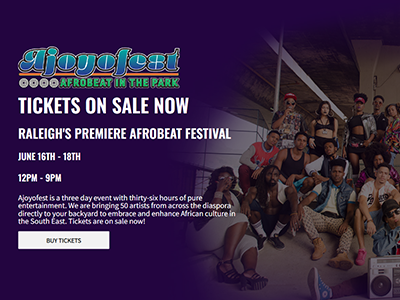 Ajoyofest
AFROBEAT IN THE PARK
TICKETS ON SALE NOW
RALEIGH'S PREMIERE AFROBEAT FESTIVAL
JUNE 16TH - 18TH
12PM - 9PM
Ajoyofest is a three day event with thirty-six hours of pure
entertainment. We are bringing 50 artists from across the diaspora
directly to your backyard to embrace and enhance African culture in
the South East. Tickets are on sale now!
BUY TICKETS